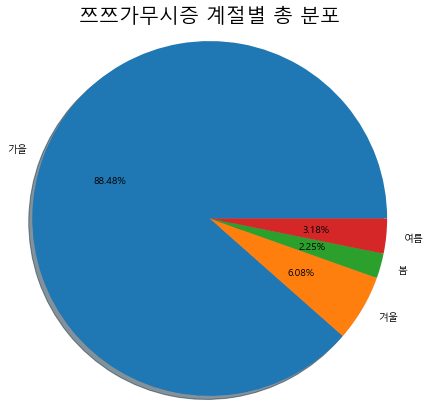 쯔쯔가무시증 계절별 총 분포
가을
88.48%
3.18%
여름
2.25%
봄
6.08%
겨울